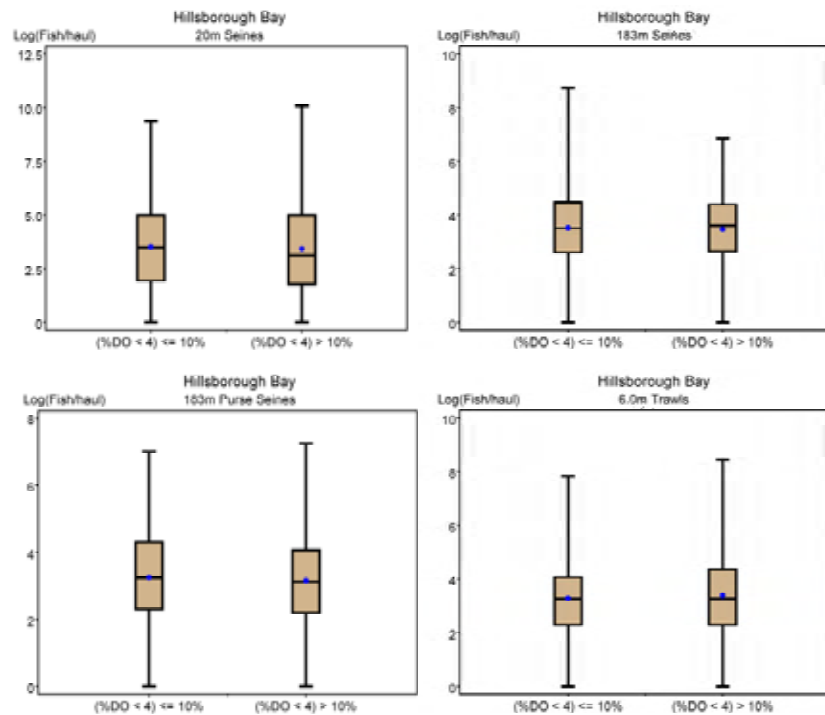 Hillsborough Bay
Log(Fish/haul) 20m Seines
12.5
10.0
7.5
5.0
2.5
0
(%DO < 4) <= 10% (%DO < 4) > 10%
Hillsborough Bay
Log(Fish/haul) 183m Seines
10
8
6
4
2
0
(%DO < 4) <= 10% (%DO < 4) > 10%
Hillsborough Bay
Log(Fish/haul) 183m Purse Seines
8
6
4
2
0
(%DO < 4) <= 10% (%DO < 4) > 10%
Hillsborough Bay
Log(Fish/haul) 6.0m Trawls
10
8
6
4
2
0
(%DO < 4) <= 10% (%DO < 4) > 10%